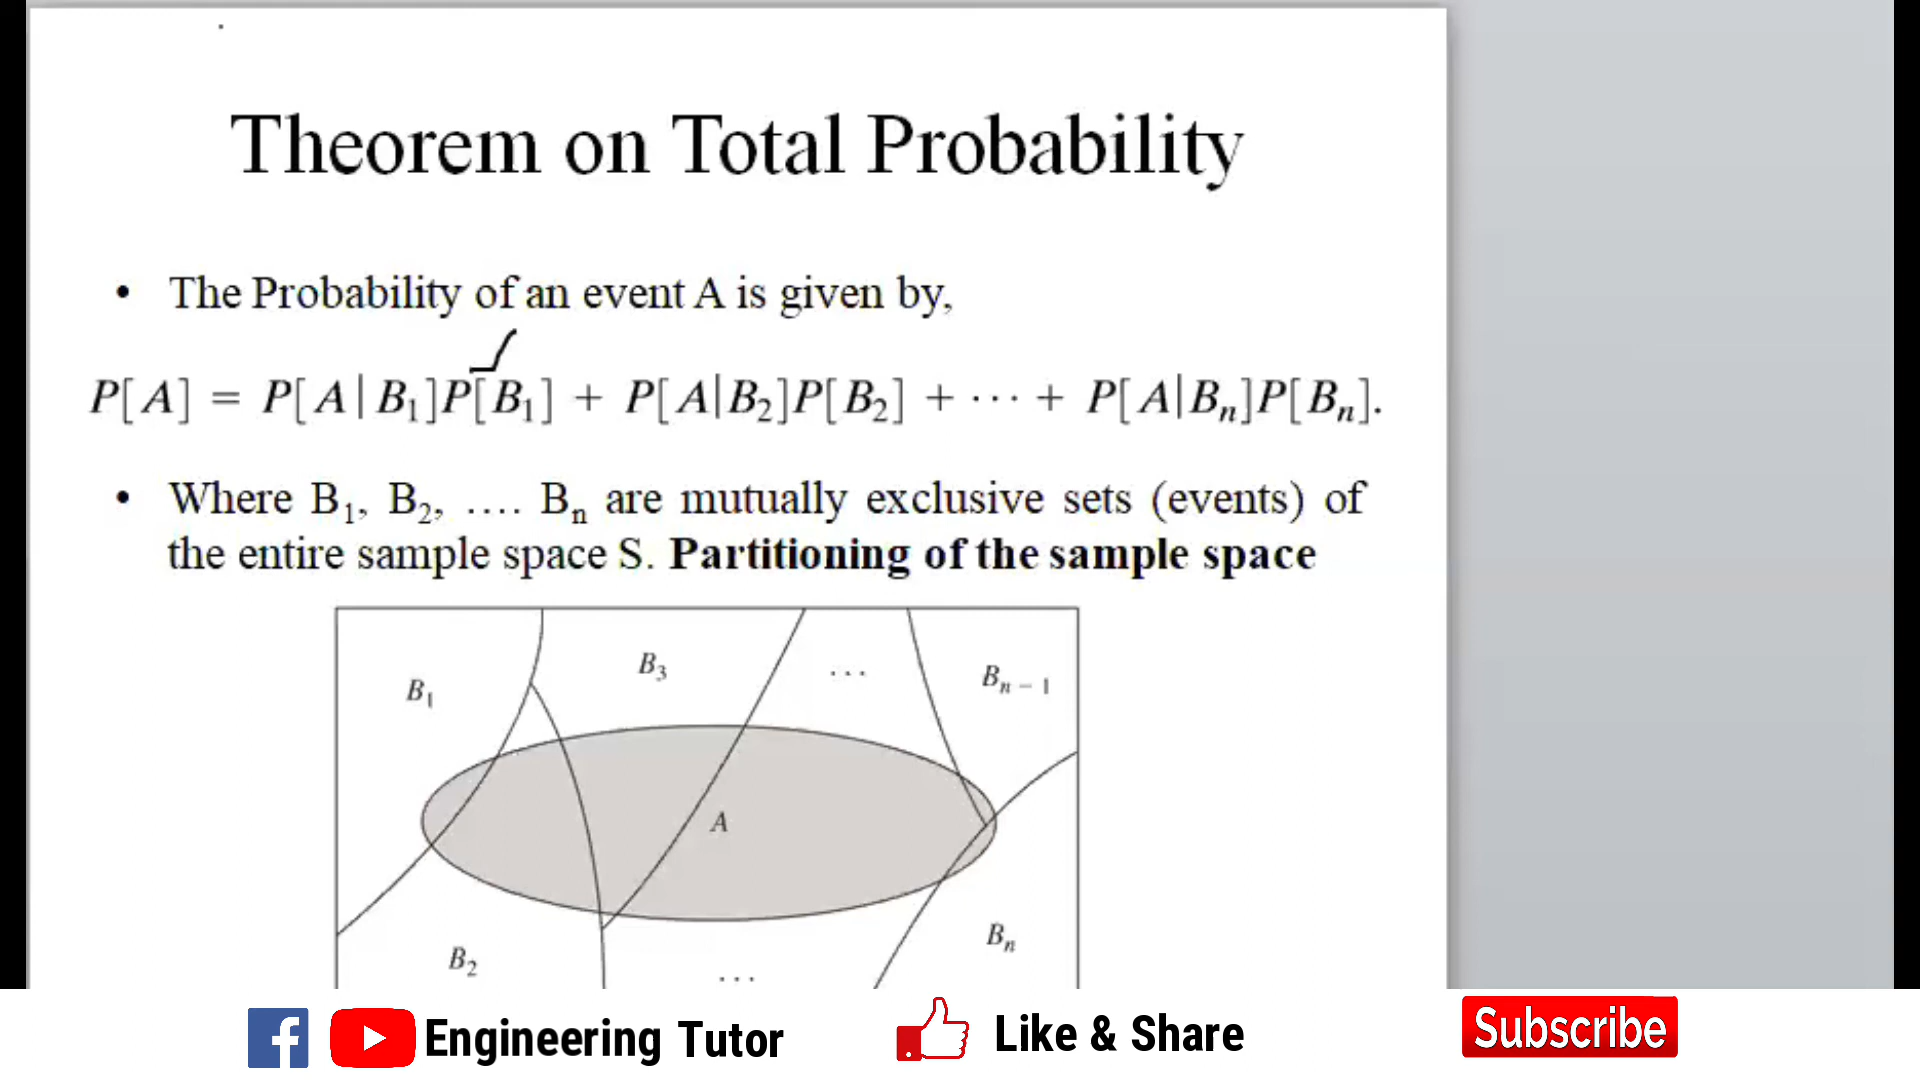 Theorem on Total Probability
• The Probability of an event A is given by,
P[A] = P[A|B₁]P[B₁] + P[A|B₂]P[B₂] + ··· + P[A|Bₙ]P[Bₙ].
• Where B₁, B₂, .... Bₙ are mutually exclusive sets (events) of
the entire sample space S. Partitioning of the sample space
B₁ B₃ ... Bₙ₋₁
A
B₂ ... Bₙ
Engineering Tutor Like & Share Subscribe